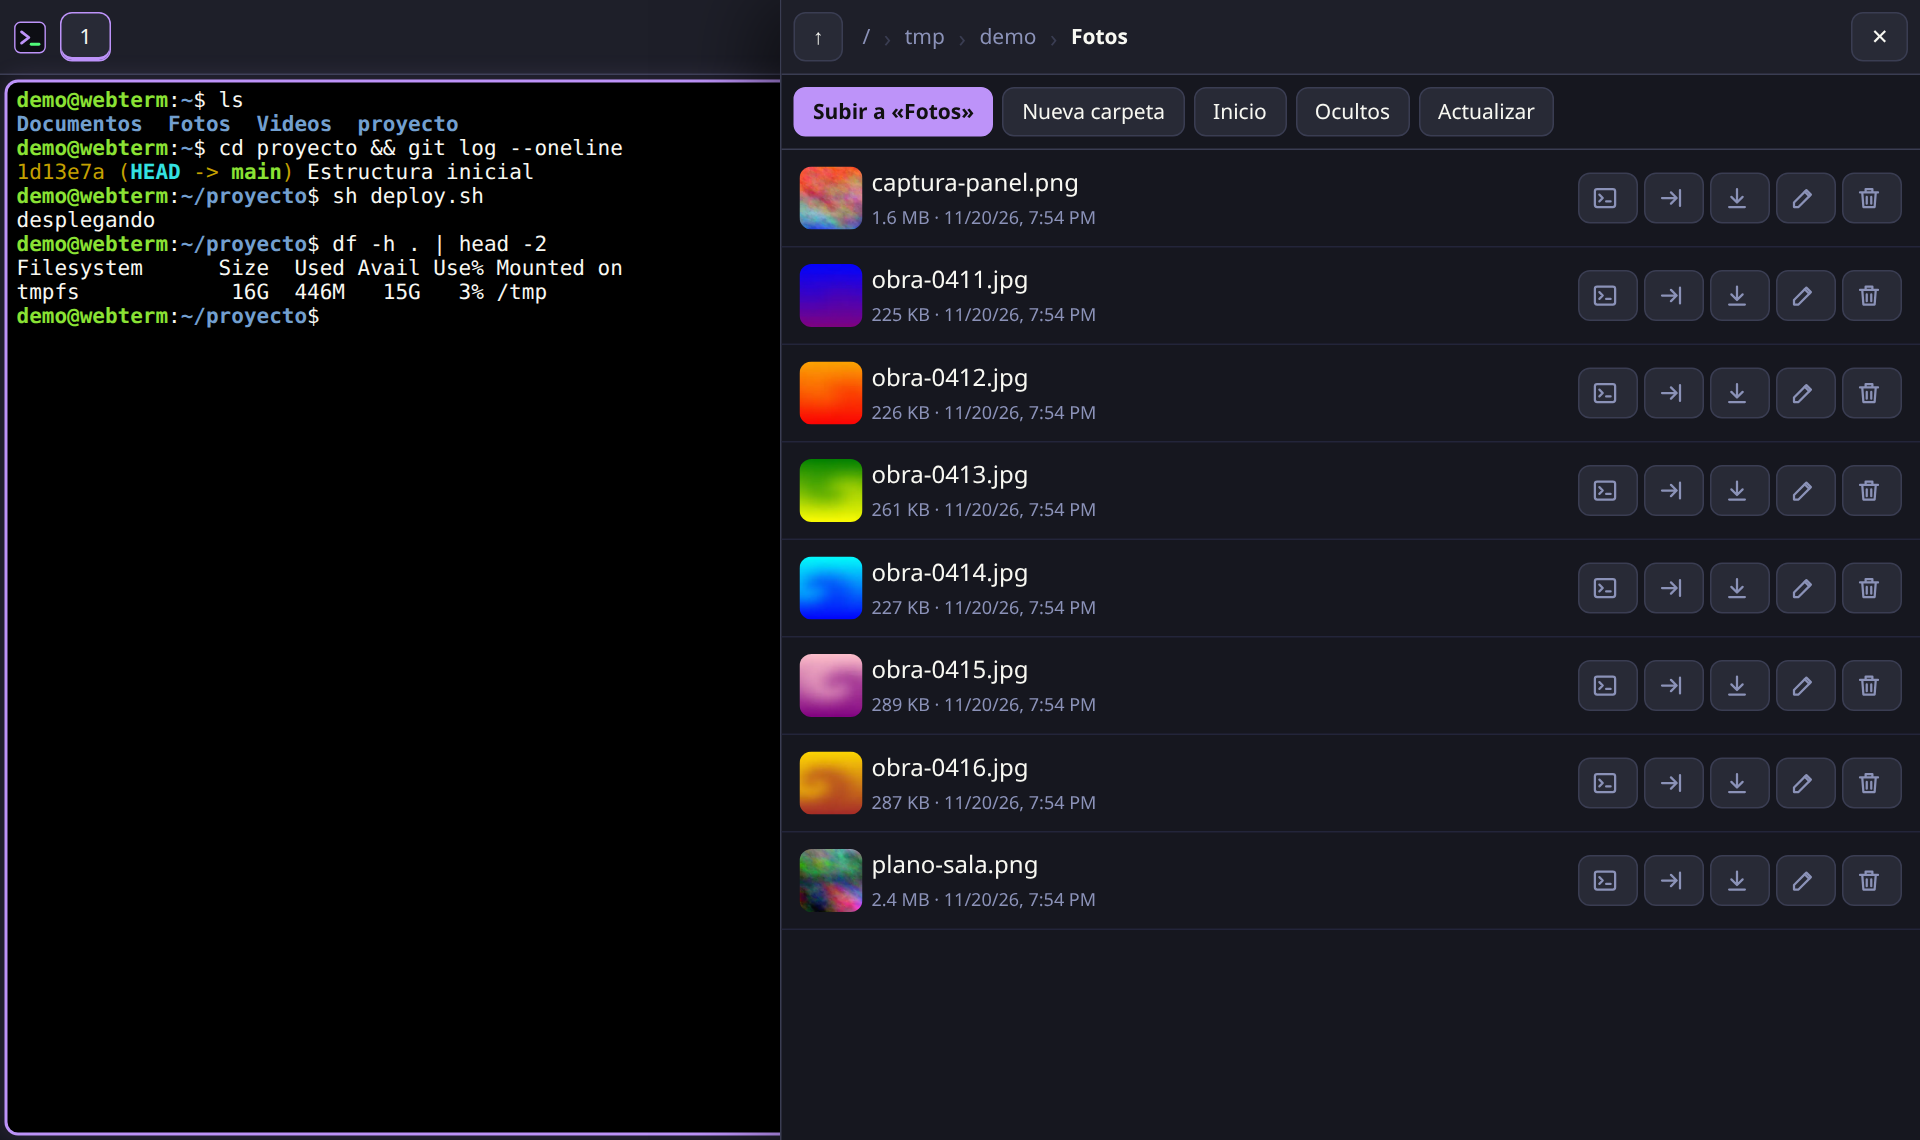 1
demo@webterm:~$ ls
Documentos  Fotos  Videos  proyecto
demo@webterm:~$ cd proyecto && git log --oneline
1d13e7a (HEAD -> main) Estructura inicial
demo@webterm:~/proyecto$ sh deploy.sh
desplegando
demo@webterm:~/proyecto$ df -h . | head -2
Filesystem      Size  Used Avail Use% Mounted on
tmpfs            16G  446M   15G   3% /tmp
demo@webterm:~/proyecto$
↑ / › tmp › demo › Fotos ✕
Subir a «Fotos» Nueva carpeta Inicio Ocultos Actualizar
captura-panel.png
1.6 MB · 11/20/26, 7:54 PM
obra-0411.jpg
225 KB · 11/20/26, 7:54 PM
obra-0412.jpg
226 KB · 11/20/26, 7:54 PM
obra-0413.jpg
261 KB · 11/20/26, 7:54 PM
obra-0414.jpg
227 KB · 11/20/26, 7:54 PM
obra-0415.jpg
289 KB · 11/20/26, 7:54 PM
obra-0416.jpg
287 KB · 11/20/26, 7:54 PM
plano-sala.png
2.4 MB · 11/20/26, 7:54 PM